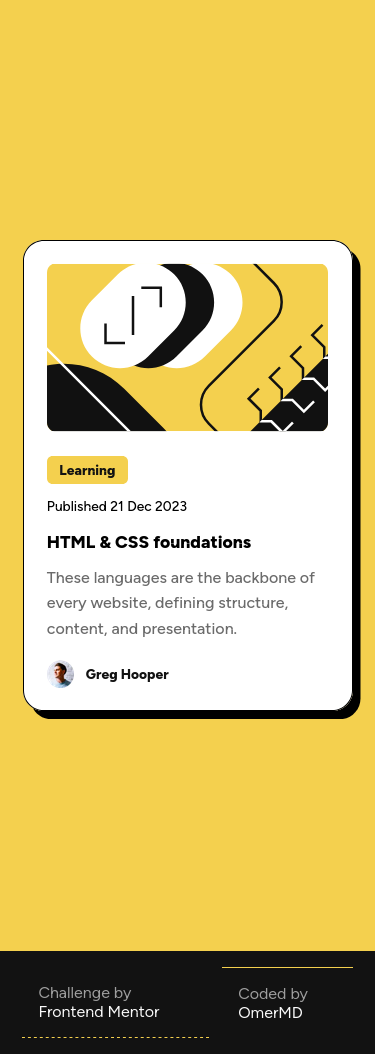 Learning
Published 21 Dec 2023
HTML & CSS foundations
These languages are the backbone of
every website, defining structure,
content, and presentation.
Greg Hooper
Challenge by
Frontend Mentor
Coded by
OmerMD